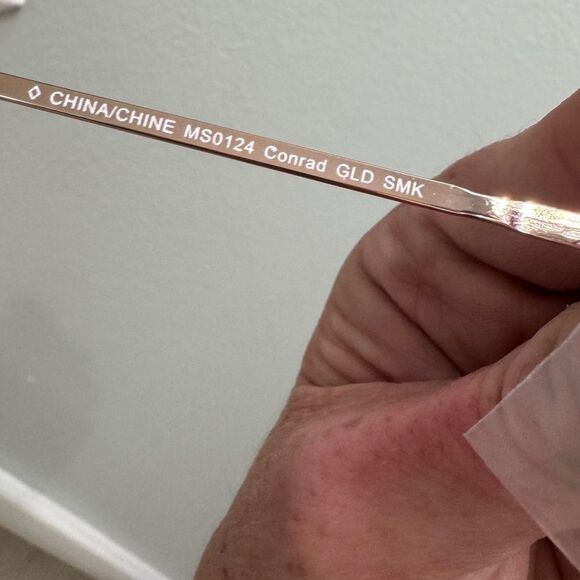 ◊ CHINA/CHINE MS0124 Conrad GLD SMK